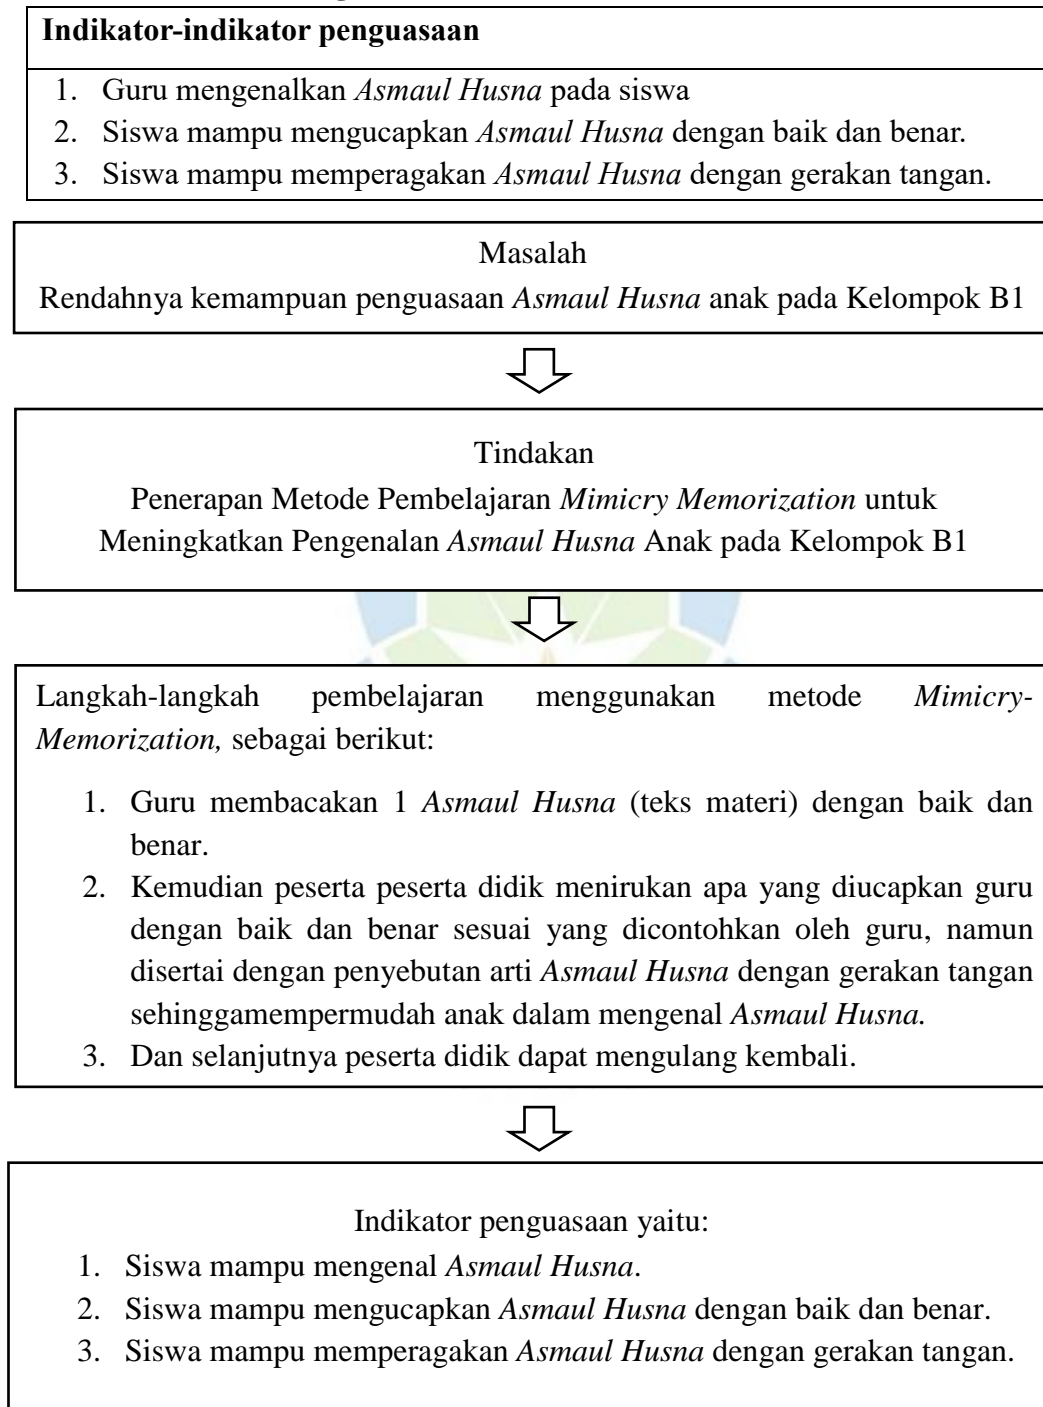 Indikator-indikator penguasaan
1. Guru mengenalkan Asmaul Husna pada siswa
2. Siswa mampu mengucapkan Asmaul Husna dengan baik dan benar.
3. Siswa mampu memperagakan Asmaul Husna dengan gerakan tangan.
Masalah
Rendahnya kemampuan penguasaan Asmaul Husna anak pada Kelompok B1
Tindakan
Penerapan Metode Pembelajaran Mimicry Memorization untuk
Meningkatkan Pengenalan Asmaul Husna Anak pada Kelompok B1
Langkah-langkah pembelajaran menggunakan metode Mimicry-
Memorization, sebagai berikut:
1. Guru membacakan 1 Asmaul Husna (teks materi) dengan baik dan
benar.
2. Kemudian peserta peserta didik menirukan apa yang diucapkan guru
dengan baik dan benar sesuai yang dicontohkan oleh guru, namun
disertai dengan penyebutan arti Asmaul Husna dengan gerakan tangan
sehinggamempermudah anak dalam mengenal Asmaul Husna.
3. Dan selanjutnya peserta didik dapat mengulang kembali.
Indikator penguasaan yaitu:
1. Siswa mampu mengenal Asmaul Husna.
2. Siswa mampu mengucapkan Asmaul Husna dengan baik dan benar.
3. Siswa mampu memperagakan Asmaul Husna dengan gerakan tangan.